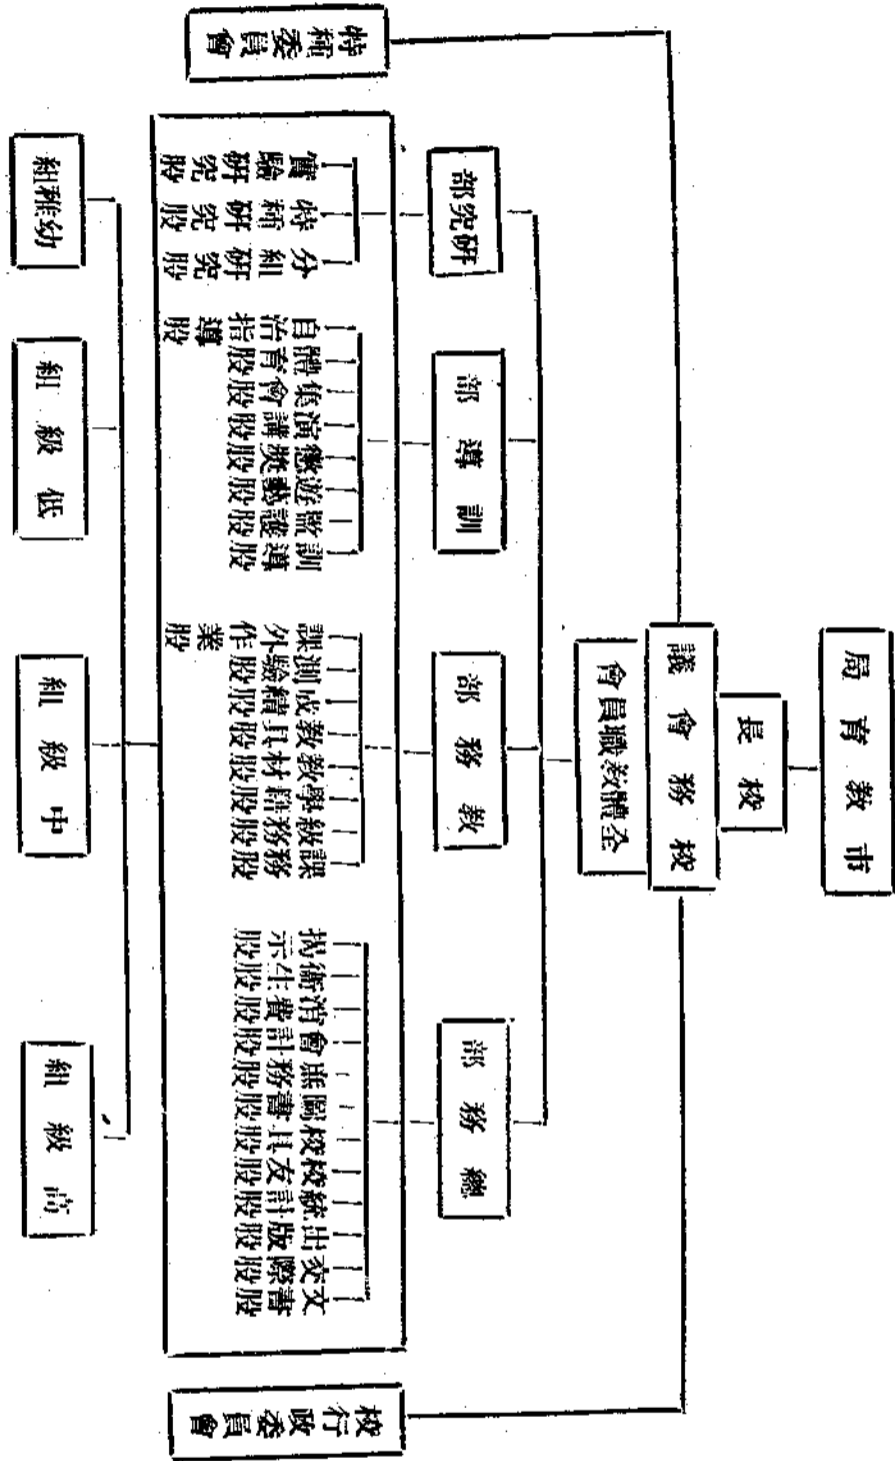 市教育局
校長
校務會議
全體教職員會
校行政委員會
特種委員會
總務部
教務部
訓導部
研究部
文書股
交際股
出版股
統計股
校友股
校具股
圖書股
庶務股
會計股
消費股
衛生股
揭示股
課務股
級務股
學籍股
教材股
教具股
成績股
測驗股
課外作業股
訓導股
監護股
懲獎股
演講股
集會股
體育股
自治指導股
分組研究股
特種研究股
實驗研究股
高級組
中級組
低級組
幼稚組